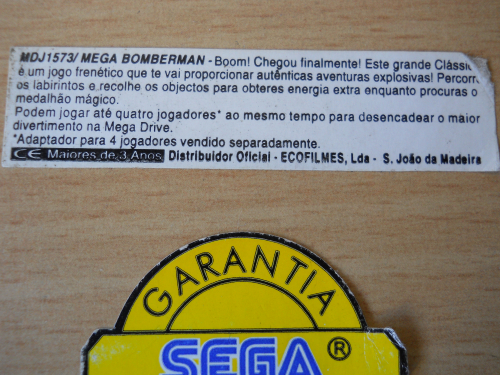 MDJ1573/ MEGA BOMBERMAN - Boom! Chegou finalmente! Este grande Clássi
é um jogo frenético que te vai proporcionar autênticas aventuras explosivas! Percorr
os labirintos e recolhe os objectos para obteres energia extra enquanto procuras o
medalhão mágico.
Podem jogar até quatro jogadores* ao mesmo tempo para desencadear o maior
divertimento na Mega Drive.
*Adaptador para 4 jogadores vendido separadamente.
CE Maiores de 3 Anos Distribuidor Oficial - ECOFILMES, Lda - S. João da Madeira
GARANTIA
SEGA ®